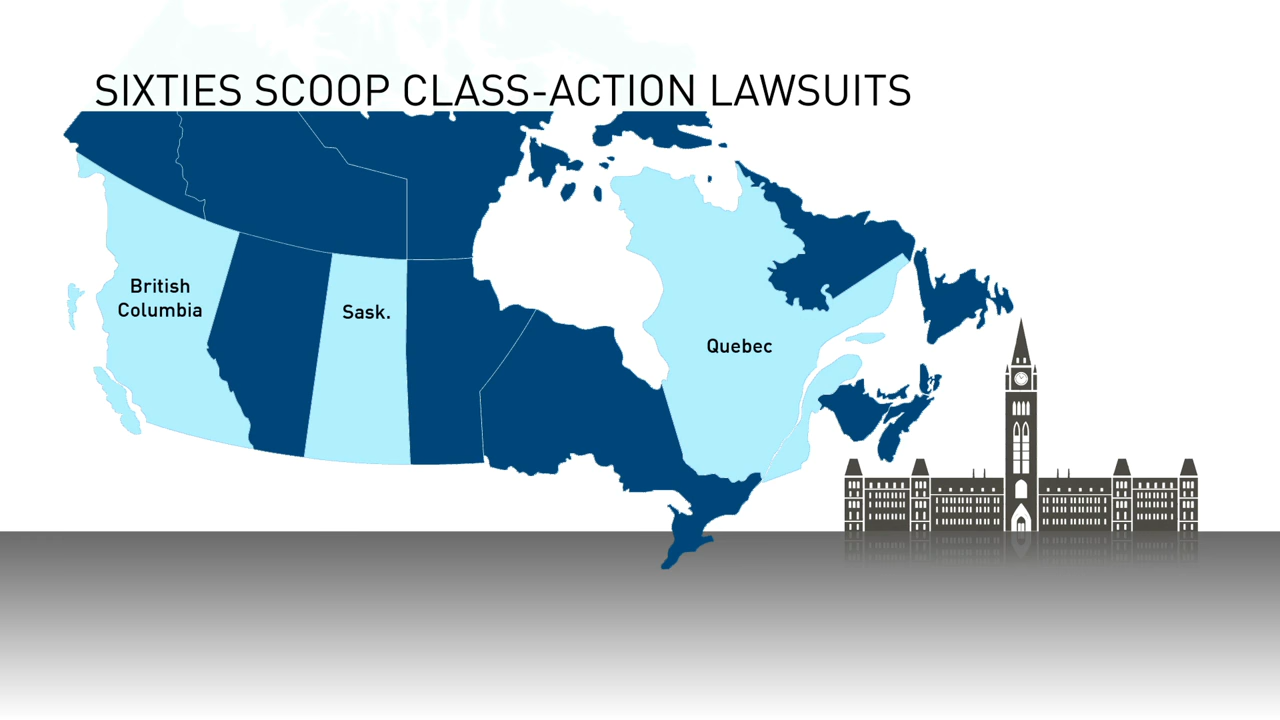 SIXTIES SCOOP CLASS-ACTION LAWSUITS
British
Columbia
Sask.
Quebec